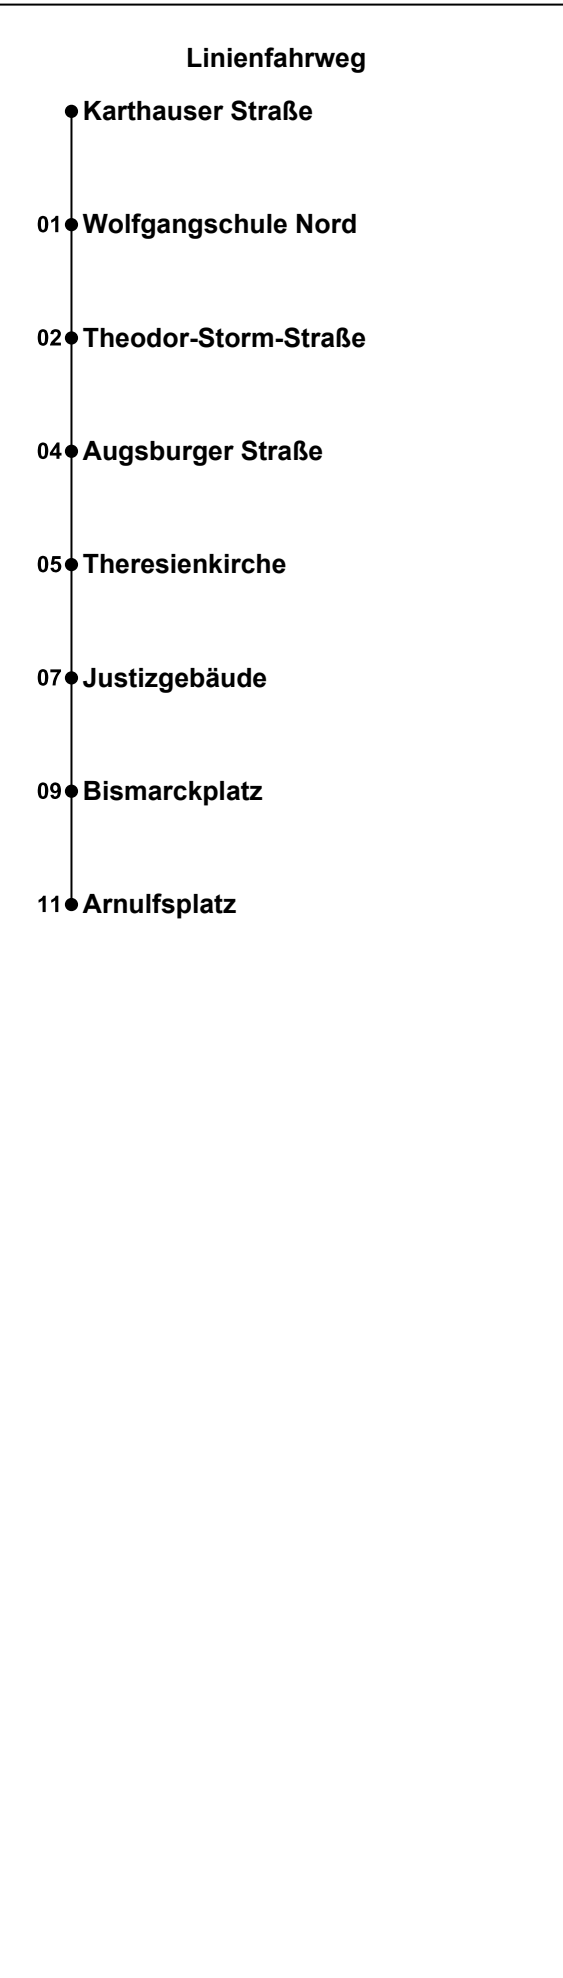 Linienfahrweg
Karthauser Straße
01 Wolfgangschule Nord
02 Theodor-Storm-Straße
04 Augsburger Straße
05 Theresienkirche
07 Justizgebäude
09 Bismarckplatz
11 Arnulfsplatz